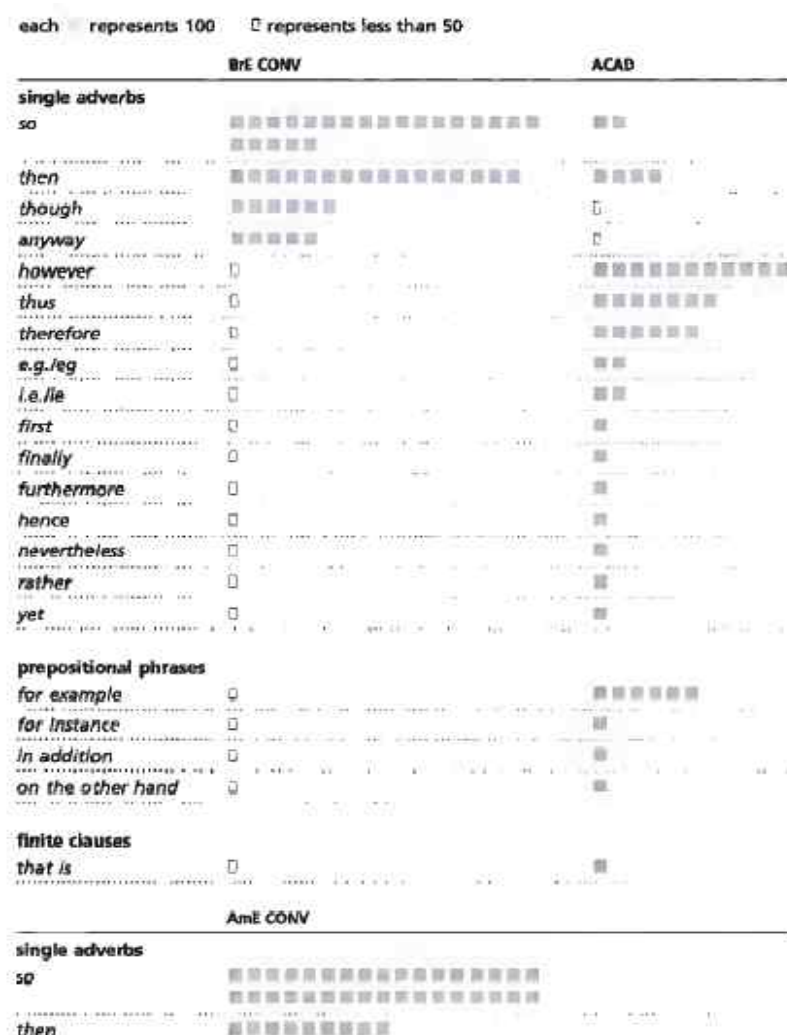 each represents 100 represents less than 50
BrE CONV ACAD
single adverbs
so
then
though
anyway
however
thus
therefore
e.g./eg
i.e./ie
first
finally
furthermore
hence
nevertheless
rather
yet
prepositional phrases
for example
for instance
in addition
on the other hand
finite clauses
that is
AmE CONV
single adverbs
so
then